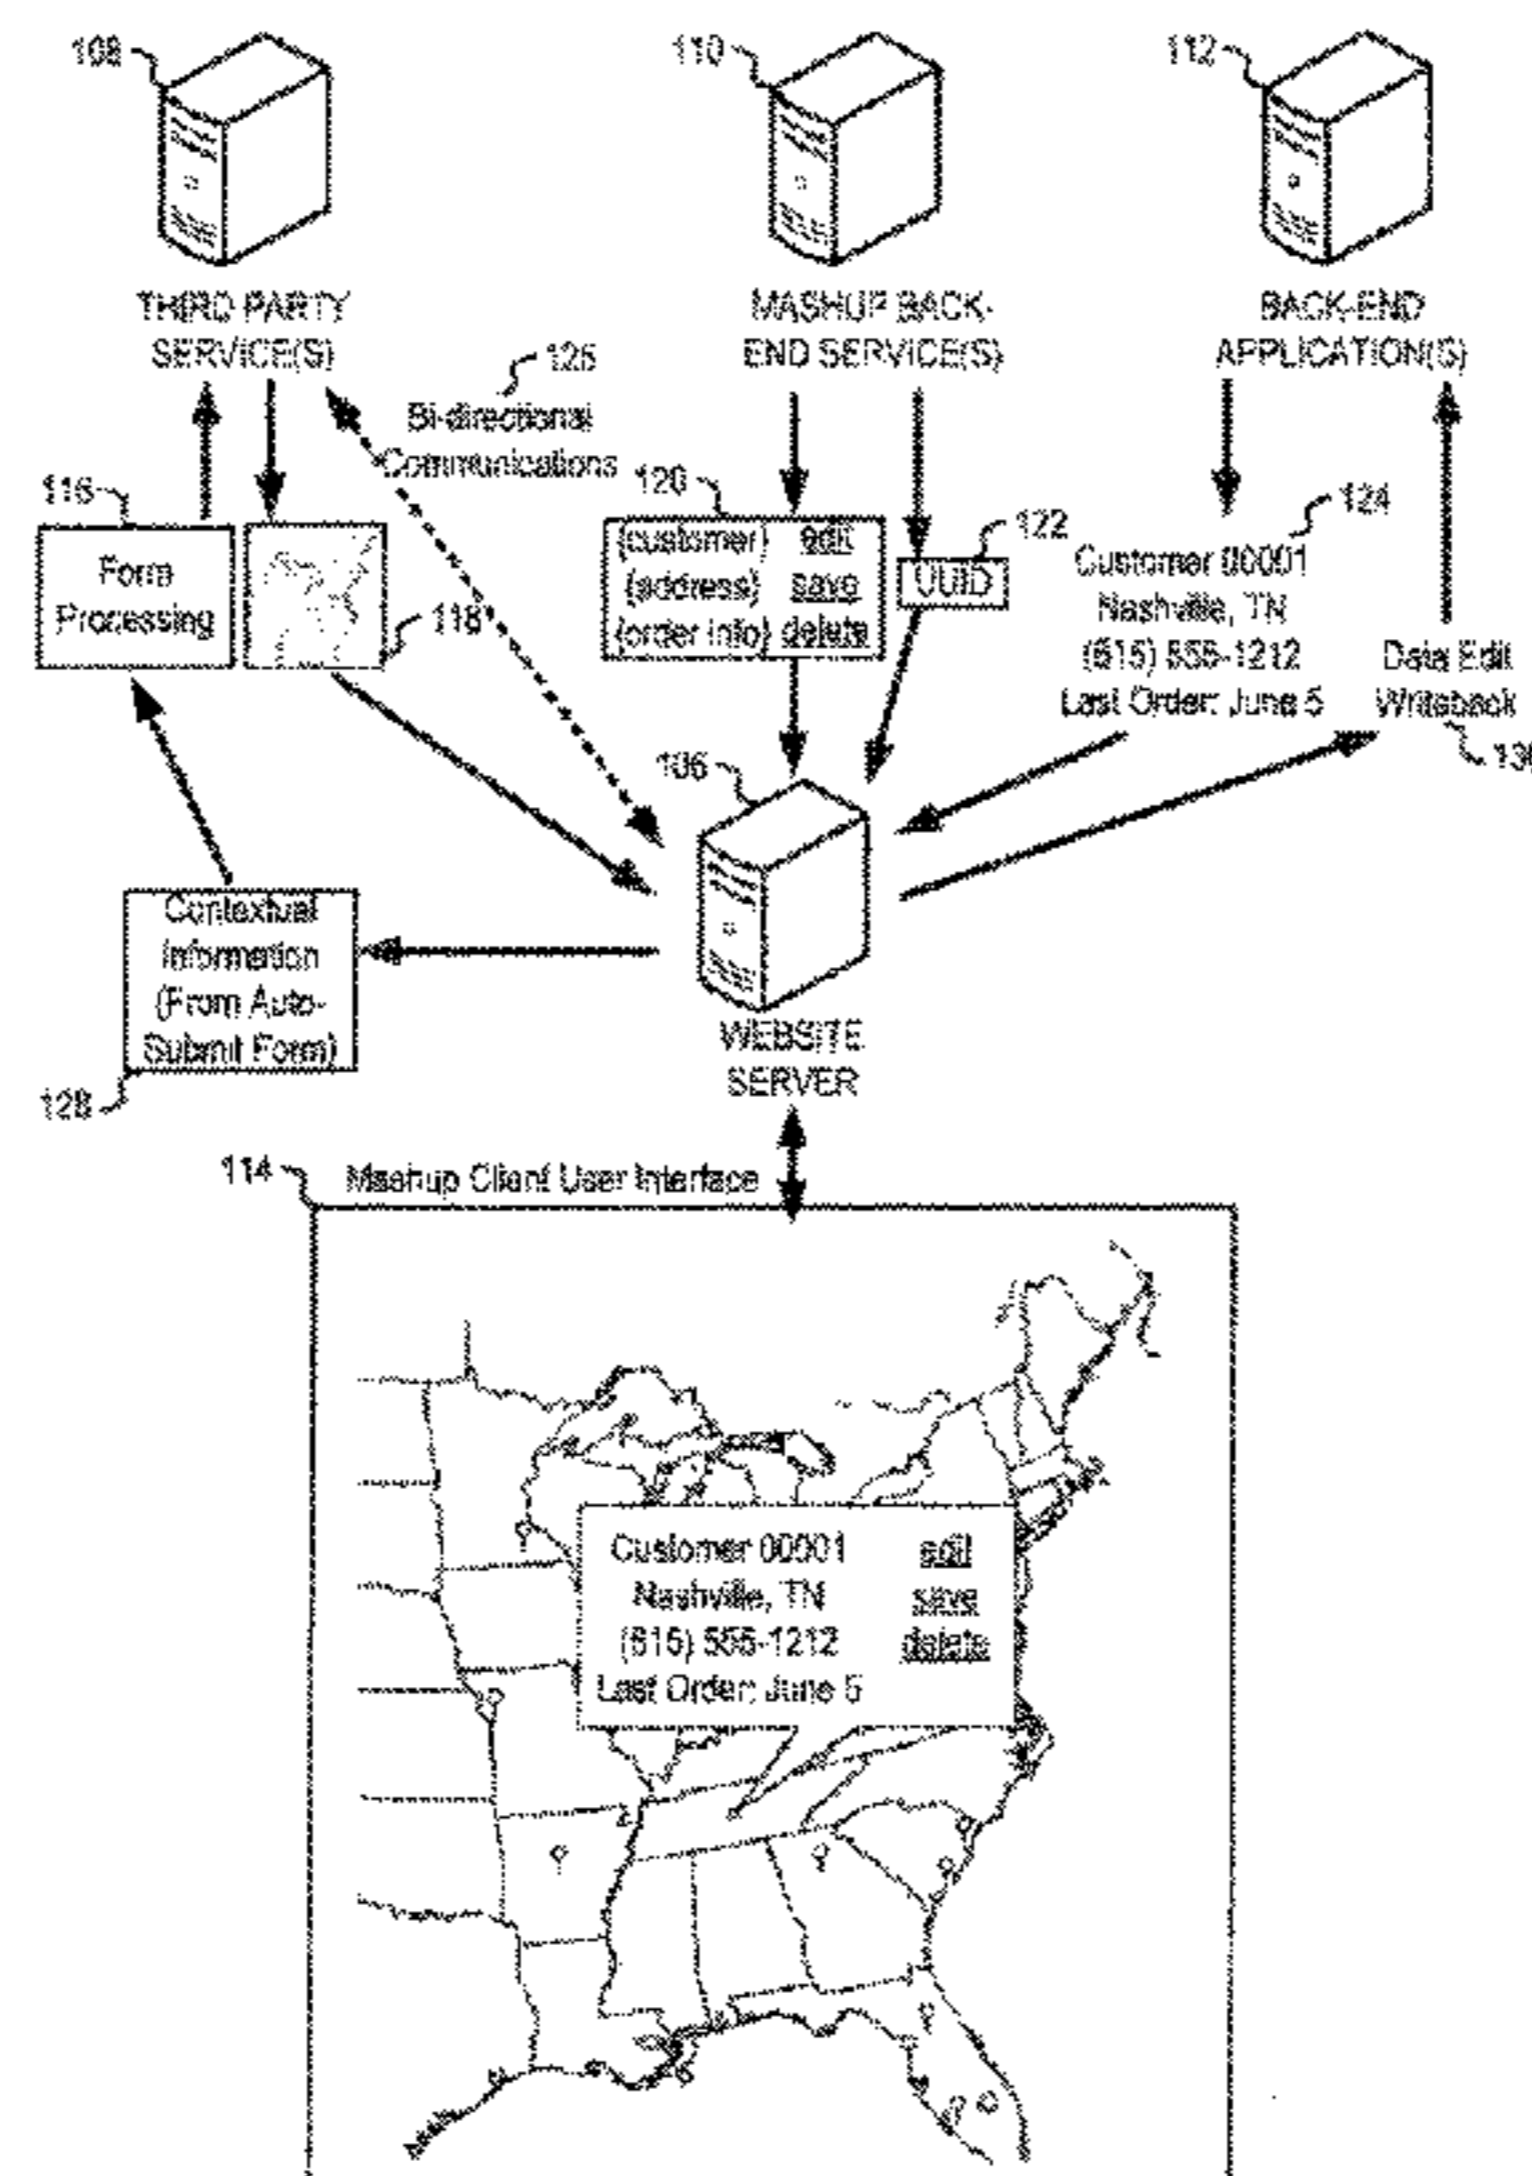 108
110
112
THIRD PARTY
SERVICE(S)
MASHUP BACK-
END SERVICE(S)
BACK-END
APPLICATION(S)
126
Bi-directional
Communications
116
Form
Processing
118
120
{customer} edit
{address} save
{order info} delete
122
UUID
124
Customer 00001
Nashville, TN
(615) 555-1212
Last Order: June 5
Data Edit
Writeback
106
Contextual
Information
(From Auto-
Submit Form)
128
WEBSITE
SERVER
114
Mashup Client User Interface
Customer 00001 edit
Nashville, TN save
(615) 555-1212 delete
Last Order: June 5